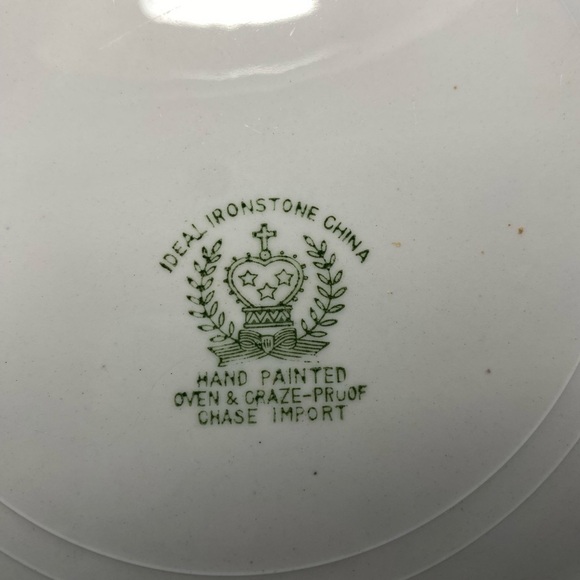 IDEAL IRONSTONE CHINA
HAND PAINTED
OVEN & CRAZE-PROOF
CHASE IMPORT